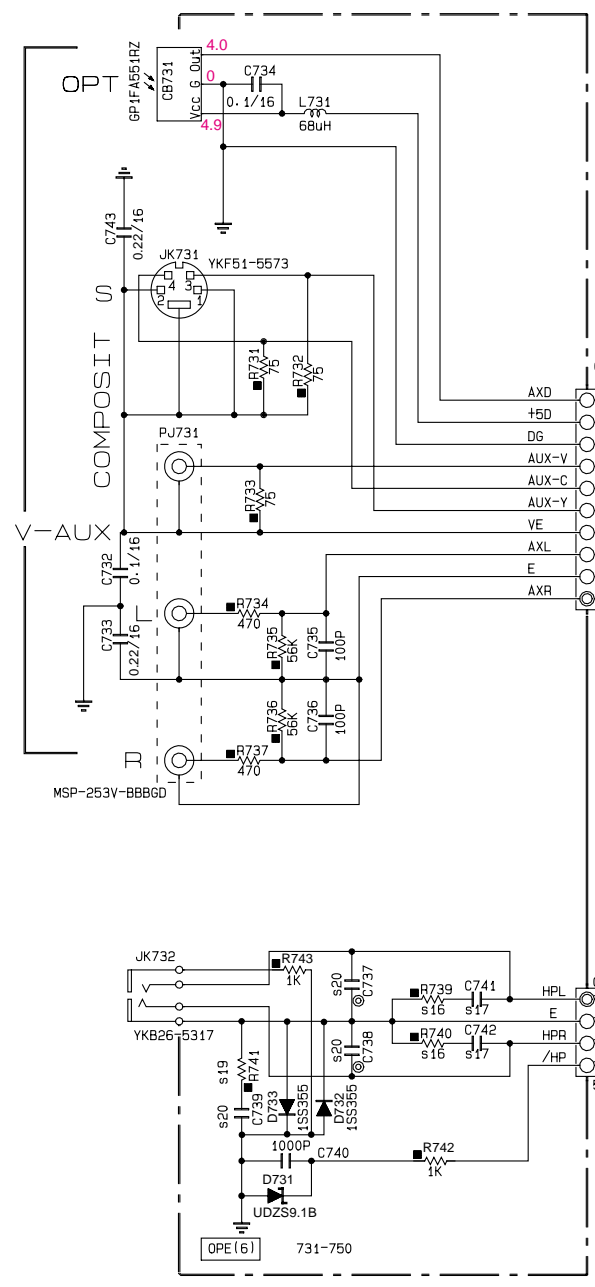 4.0
OPT
GP1FA551RZ
CB731
Out
G
Vcc
0
4.9
C734
0.1/16
L731
68uH
C743
0.22/16
JK731
YKF51-5573
4
3
2
1
S
COMPOSIT
R731
75
R732
75
AXD
+5D
DG
PJ731
AUX-V
AUX-C
R733
75
AUX-Y
V-AUX
VE
C732
0.1/16
AXL
E
AXR
L
R734
470
C733
0.22/16
R735
56K
C735
100P
R736
56K
C736
100P
R
R737
470
MSP-253V-BBBGD
JK732
R743
1K
s20
C737
R739
s16
C741
s17
HPL
E
YKB26-5317
R740
s16
C742
s17
HPR
s20
C738
/HP
s19
R741
s20
C739
D733
1SS355
D732
1SS355
1000P
C740
R742
1K
D731
UDZS9.1B
OPE(6)
731-750